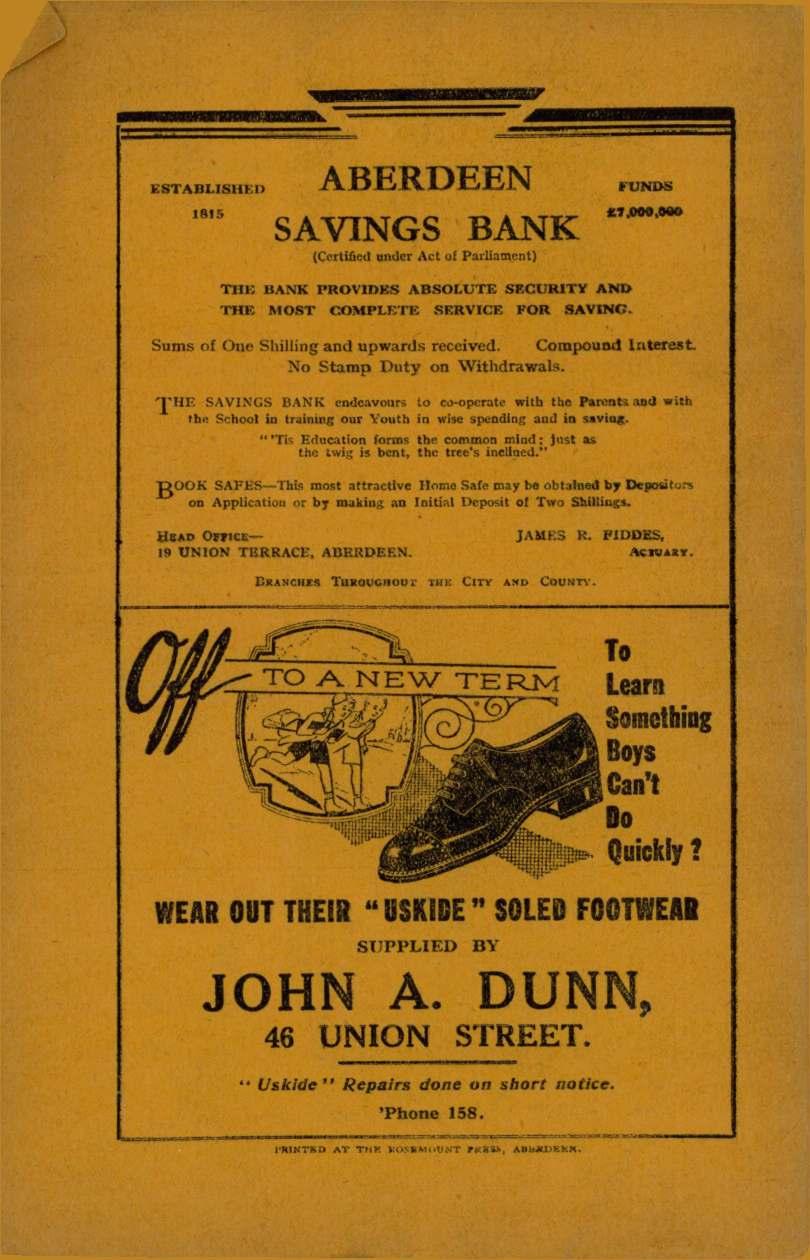 ESTABLISHED
1815
ABERDEEN
SAVINGS BANK
FUNDS
£7,000,000
(Certified under Act of Parliament)
THE BANK PROVIDES ABSOLUTE SECURITY AND
THE MOST COMPLETE SERVICE FOR SAVING.
Sums of One Shilling and upwards received. Compound Interest.
No Stamp Duty on Withdrawals.
THE SAVINGS BANK endeavours to co-operate with the Parents and with
the School in training our Youth in wise spending and in saving.
"'Tis Education forms the common mind; just as
the twig is bent, the tree's inclined."
BOOK SAFES—This most attractive Home Safe may be obtained by Depositors
on Application or by making an Initial Deposit of Two Shillings.
HEAD OFFICE—
19 UNION TERRACE, ABERDEEN.
JAMES R. FIDDES,
ACTUARY.
BRANCHES THROUGHOUT THE CITY AND COUNTY.
Off
TO A NEW TERM
To
Learn
Something
Boys
Can't
Do
Quickly?
WEAR OUT THEIR "USKIDE" SOLED FOOTWEAR
SUPPLIED BY
JOHN A. DUNN,
46 UNION STREET.
"Uskide" Repairs done on short notice.
'Phone 158.
PRINTED AT THE ROSEMOUNT PRESS, ABERDEEN.